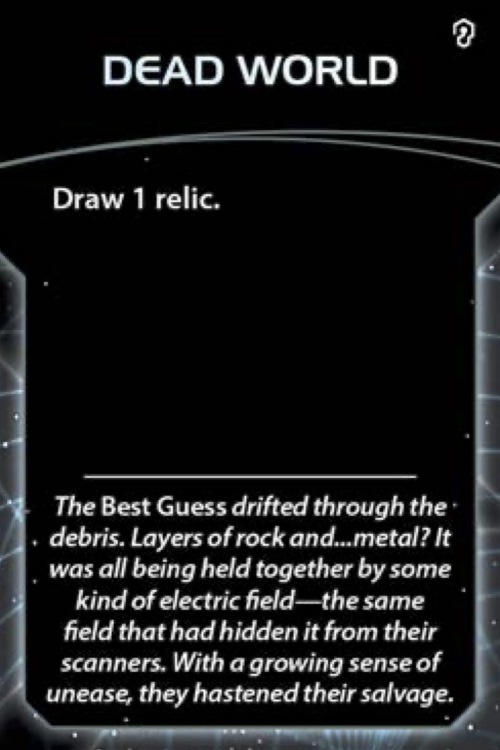 DEAD WORLD
Draw 1 relic.
The Best Guess drifted through the
debris. Layers of rock and...metal? It
was all being held together by some
kind of electric field—the same
field that had hidden it from their
scanners. With a growing sense of
unease, they hastened their salvage.